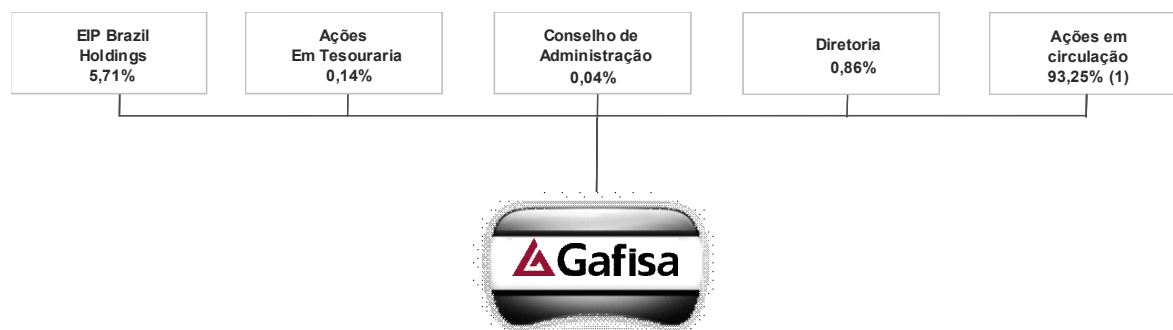 EIP Brazil
Holdings
5,71%
Ações
Em Tesouraria
0,14%
Conselho de
Administração
0,04%
Diretoria
0,86%
Ações em
circulação
93,25% (1)
Gafisa